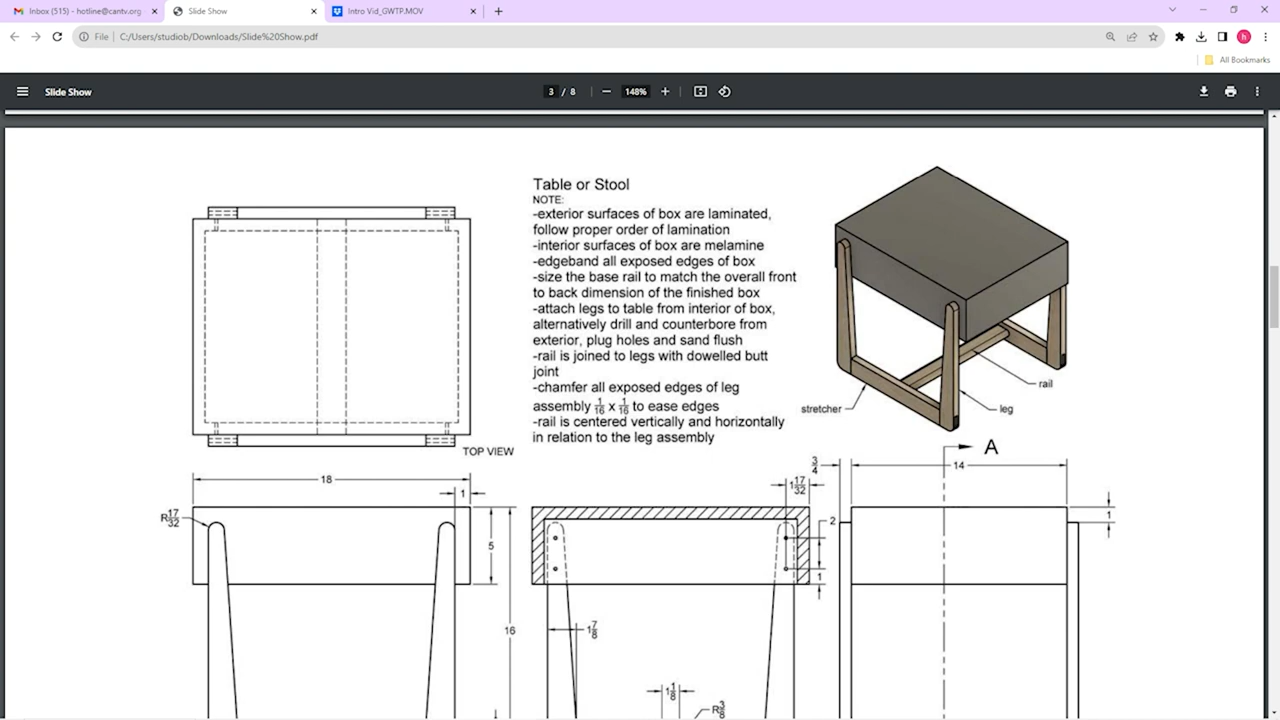 Inbox (515) - hotline@cantv.org
Slide Show
Intro Vid_GWTP.MOV
File
C:/Users/studiob/Downloads/Slide%20Show.pdf
h
All Bookmarks
Slide Show
3 / 8
148%
Table or Stool
NOTE:
-exterior surfaces of box are laminated,
follow proper order of lamination
-interior surfaces of box are melamine
-edgeband all exposed edges of box
-size the base rail to match the overall front
to back dimension of the finished box
-attach legs to table from interior of box,
alternatively drill and counterbore from
exterior, plug holes and sand flush
-rail is joined to legs with dowelled butt
joint
-chamfer all exposed edges of leg
assembly 1/16 x 1/16 to ease edges
-rail is centered vertically and horizontally
in relation to the leg assembly
rail
stretcher
leg
TOP VIEW
A
3/4
14
18
1
1 17/32
R17/32
2
1
5
1
16
1 7/8
1 1/8
R3/8